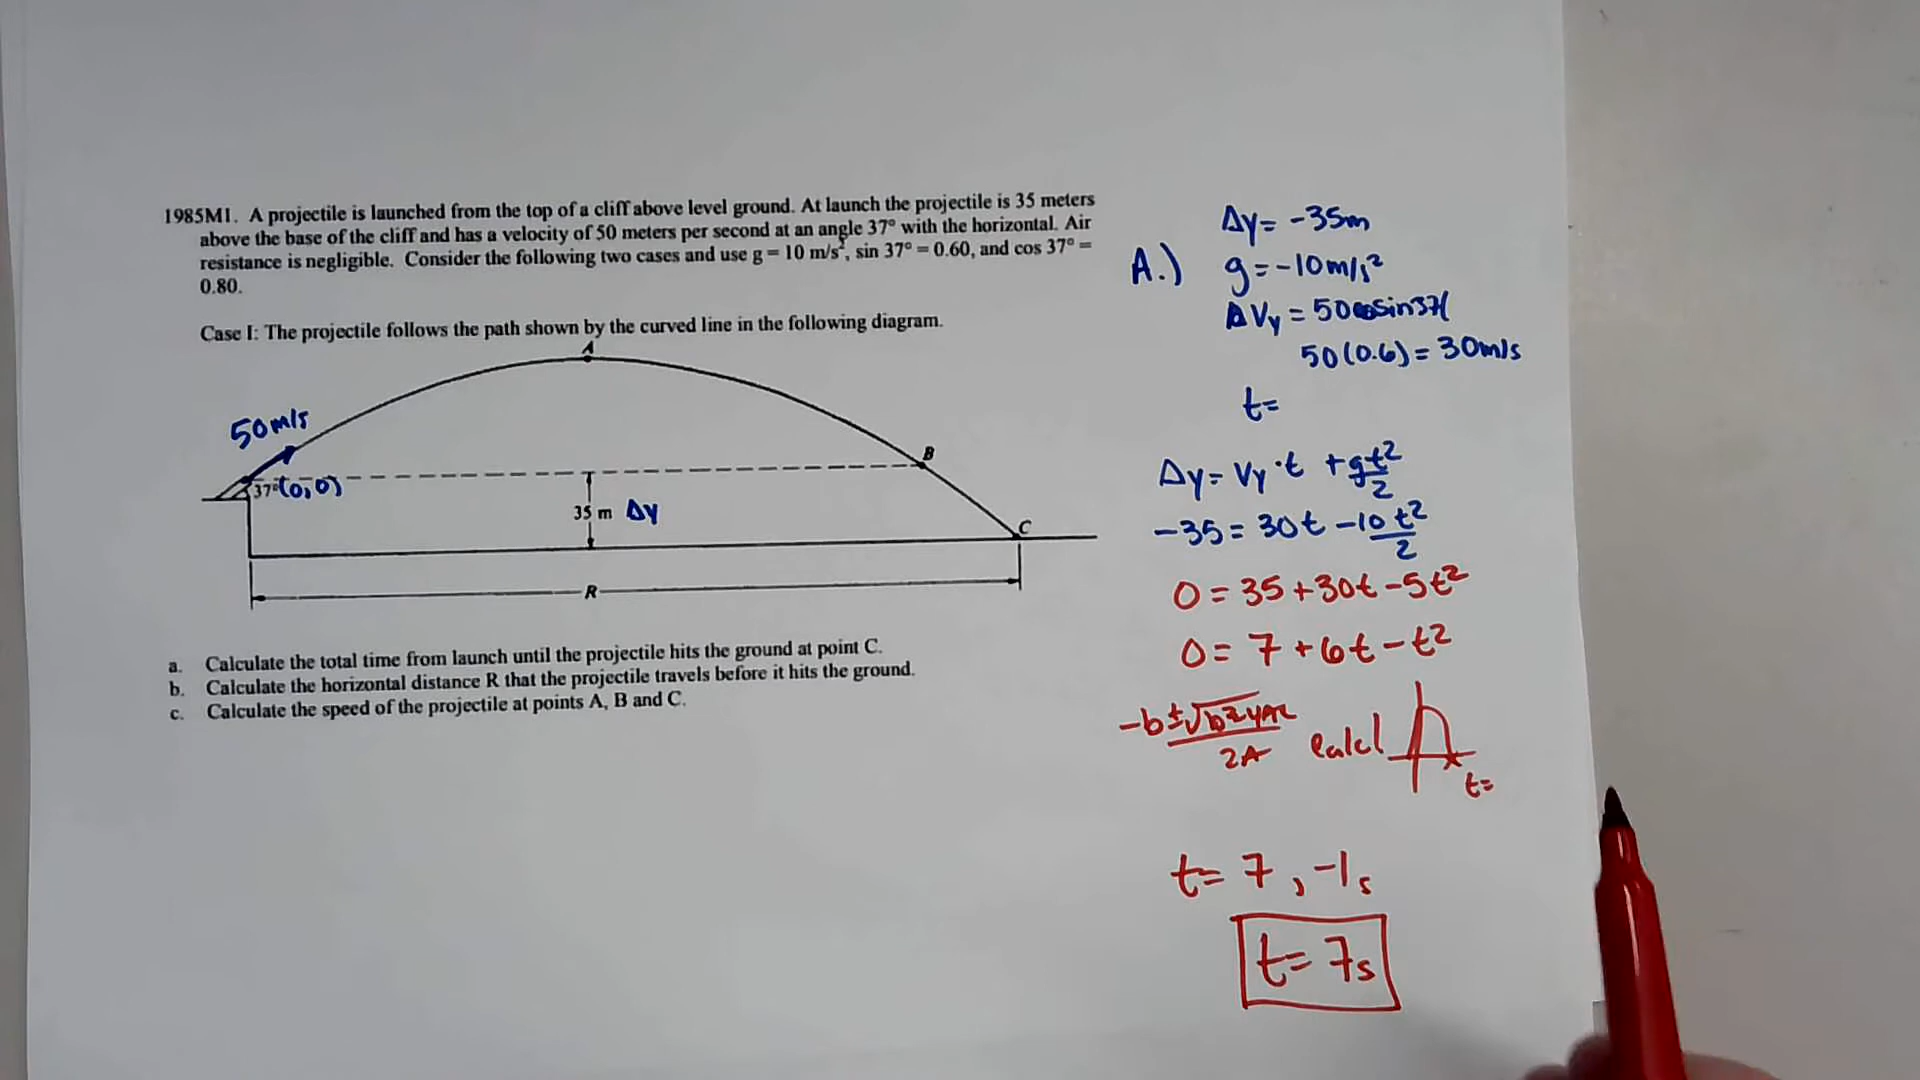 1985M1. A projectile is launched from the top of a cliff above level ground. At launch the projectile is 35 meters
above the base of the cliff and has a velocity of 50 meters per second at an angle 37° with the horizontal. Air
resistance is negligible. Consider the following two cases and use g = 10 m/s², sin 37° = 0.60, and cos 37° =
0.80.
Case I: The projectile follows the path shown by the curved line in the following diagram.
A
50m/s
B
37° (0,0)
35 m Δy
C
R
a. Calculate the total time from launch until the projectile hits the ground at point C.
b. Calculate the horizontal distance R that the projectile travels before it hits the ground.
c. Calculate the speed of the projectile at points A, B and C.
Δy = -35m
A.) g = -10m/s²
Vy = 50 sin37
50(0.6) = 30m/s
t=
Δy = Vy·t + gt²/2
-35 = 30t - 10t²/2
0 = 35 + 30t - 5t²
0 = 7 + 6t - t²
-b ± √b² 4AC / 2A calc
t=
t= 7, -1s
t= 7s